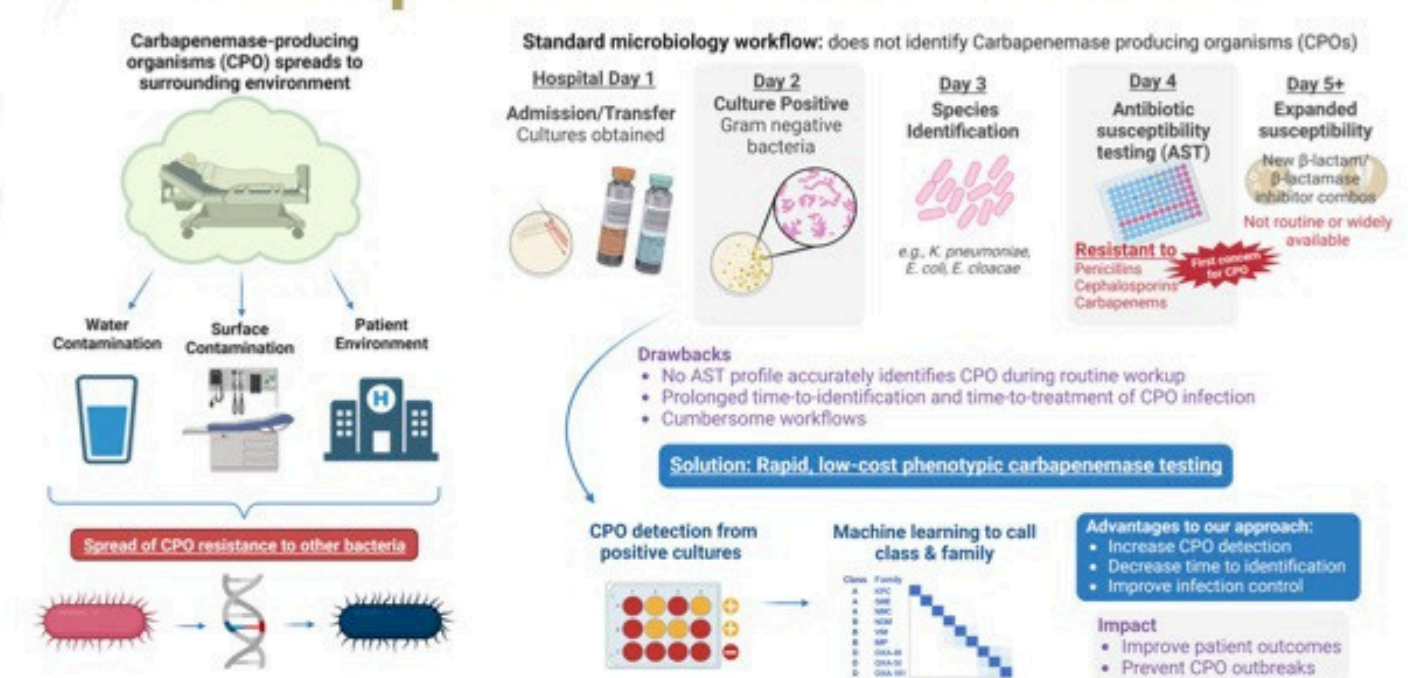 Carbapenemase-producing
organisms (CPO) spreads to
surrounding environment
Water
Contamination
Surface
Contamination
Patient
Environment
H
Spread of CPO resistance to other bacteria
Standard microbiology workflow: does not identify Carbapenemase producing organisms (CPOs)
Hospital Day 1
Admission/Transfer
Cultures obtained
Day 2
Culture Positive
Gram negative
bacteria
Day 3
Species
Identification
e.g., K. pneumoniae,
E. coli, E. cloacae
Day 4
Antibiotic
susceptibility
testing (AST)
Resistant to
Penicillins
Cephalosporins
Carbapenems
First concern
for CPO
Day 5+
Expanded
susceptibility
New β-lactam/
β-lactamase
inhibitor combos
Not routine or widely
available
Drawbacks
• No AST profile accurately identifies CPO during routine workup
• Prolonged time-to-identification and time-to-treatment of CPO infection
• Cumbersome workflows
Solution: Rapid, low-cost phenotypic carbapenemase testing
CPO detection from
positive cultures
Machine learning to call
class & family
Class Family
A KPC
A SME
A NMC
B NDM
B VIM
B IMP
D OXA-48
D
D
Advantages to our approach:
• Increase CPO detection
• Decrease time to identification
• Improve infection control
Impact
• Improve patient outcomes
• Prevent CPO outbreaks